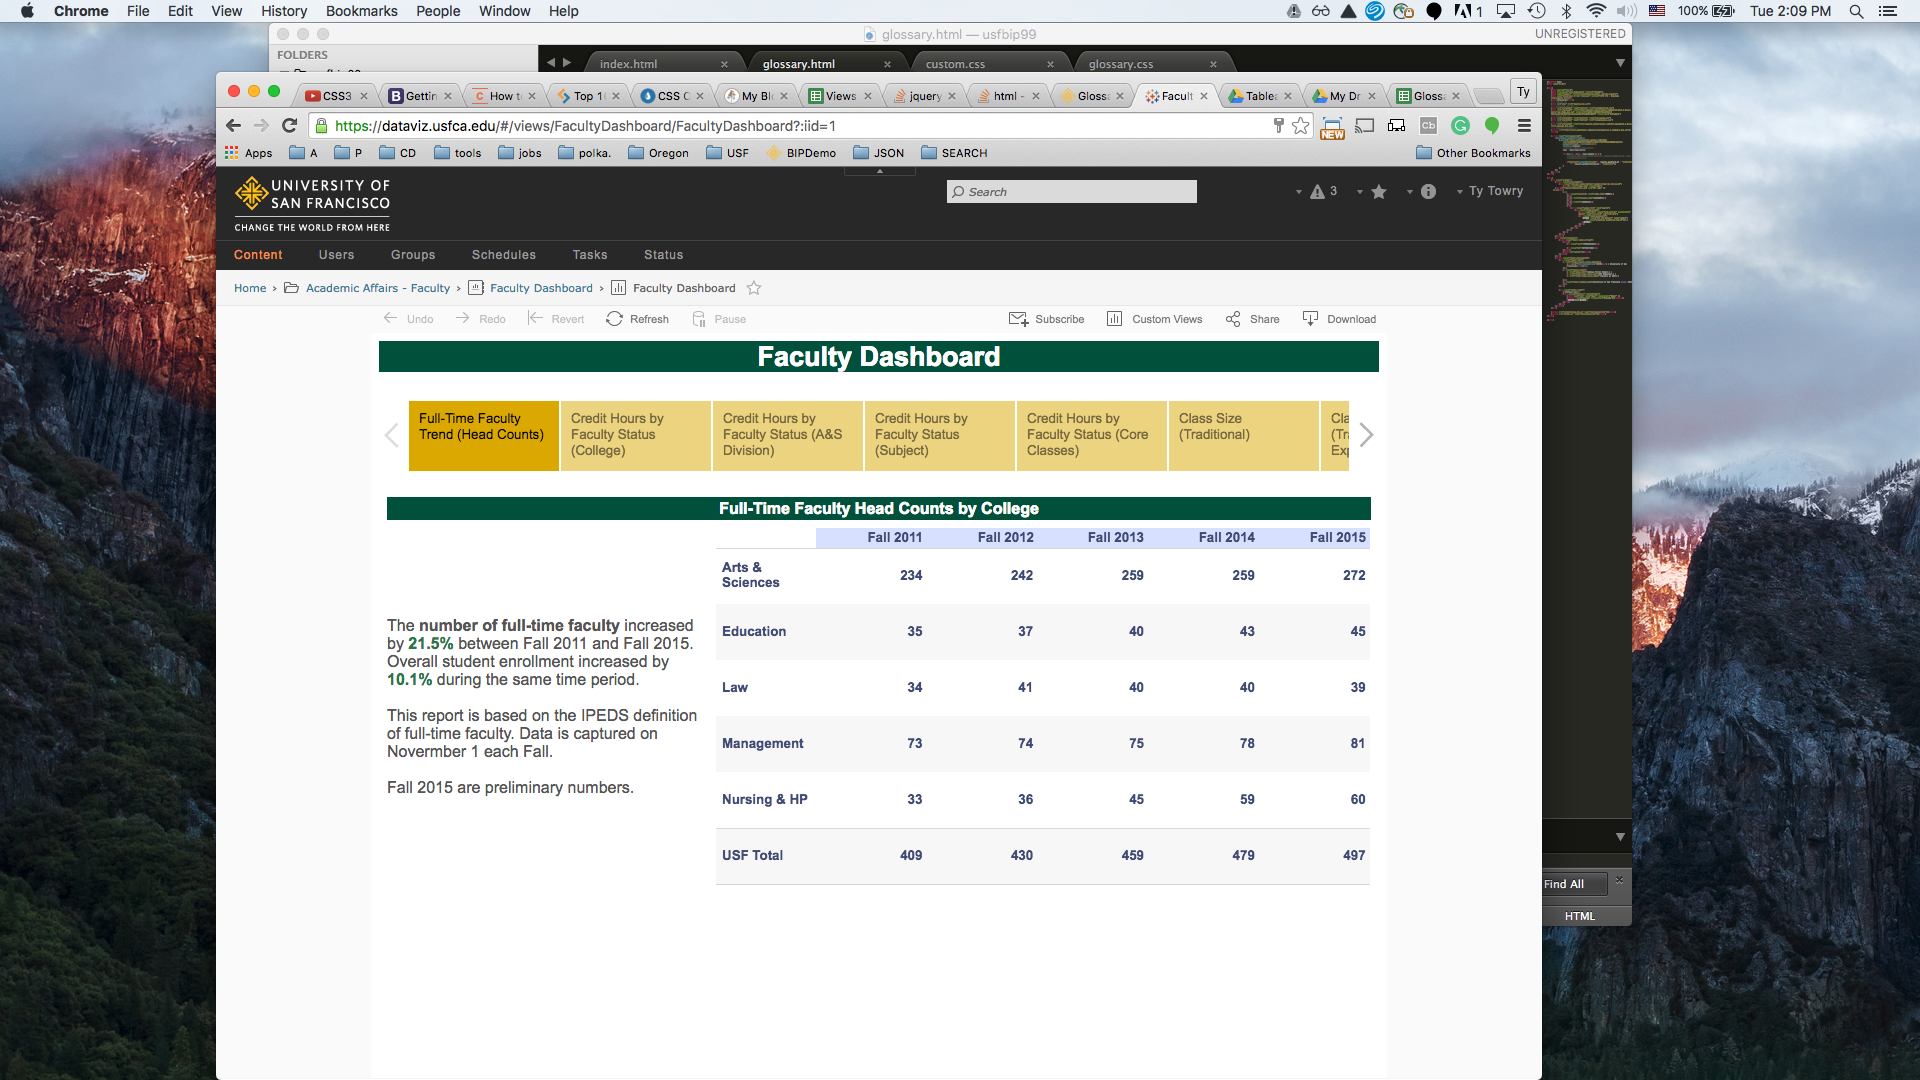 Chrome File Edit View History Bookmarks People Window Help 1 100% Tue 2:09 PM
glossary.html — usfbip99 UNREGISTERED
FOLDERS
index.html glossary.html custom.css glossary.css
CSS3 Gettin How t Top 1 CSS C My Bl Views jquery html - Glossa Facult Tablea My Dr Gloss Ty
https://dataviz.usfca.edu/#/views/FacultyDashboard/FacultyDashboard?:iid=1 NEW cb
Apps A P CD tools jobs polka. Oregon USF BIPDemo JSON SEARCH Other Bookmarks
UNIVERSITY OF
SAN FRANCISCO
CHANGE THE WORLD FROM HERE
Search 3 Ty Towry
Content Users Groups Schedules Tasks Status
Home › Academic Affairs - Faculty › Faculty Dashboard › Faculty Dashboard
Undo Redo Revert Refresh Pause Subscribe Custom Views Share Download
Faculty Dashboard
Full-Time Faculty
Trend (Head Counts)
Credit Hours by
Faculty Status
(College)
Credit Hours by
Faculty Status (A&S
Division)
Credit Hours by
Faculty Status
(Subject)
Credit Hours by
Faculty Status (Core
Classes)
Class Size
(Traditional)
Cla
(Tra
Exp
Full-Time Faculty Head Counts by College
Fall 2011 Fall 2012 Fall 2013 Fall 2014 Fall 2015
Arts &
Sciences 234 242 259 259 272
Education 35 37 40 43 45
Law 34 41 40 40 39
Management 73 74 75 78 81
Nursing & HP 33 36 45 59 60
USF Total 409 430 459 479 497
The number of full-time faculty increased
by 21.5% between Fall 2011 and Fall 2015.
Overall student enrollment increased by
10.1% during the same time period.
This report is based on the IPEDS definition
of full-time faculty. Data is captured on
Novermber 1 each Fall.
Fall 2015 are preliminary numbers.
Find All
HTML